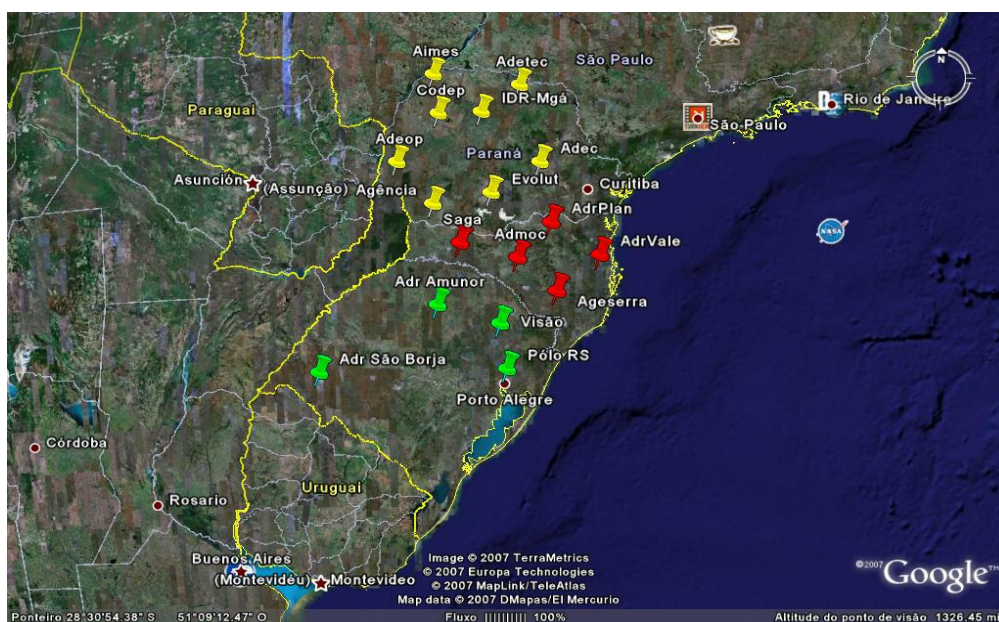 Aimes
Adetec
São Paulo
Codep
IDR-Mgá
Rio de Janeiro
Paraguai
São Paulo
Adeop
Paraná
Adec
Asunción
(Assunção)
Agência
Evolut
Curitiba
Saga
AdrPlan
Admoc
AdrVale
NASA
Adr Amunor
Ageserra
Visão
Adr São Borja
Pólo RS
Porto Alegre
Córdoba
Uruguai
Rosario
Buenos Aires
(Montevidéu)
Montevideo
Image © 2007 TerraMetrics
© 2007 Europa Technologies
© 2007 MapLink/TeleAtlas
Map data © 2007 DMapas/El Mercurio
©2007 Google™
Ponteiro 28°30'54.38" S 51°09'12.47" O Fluxo |||||||||| 100% Altitude do ponto de visão 1326.45 mi
N